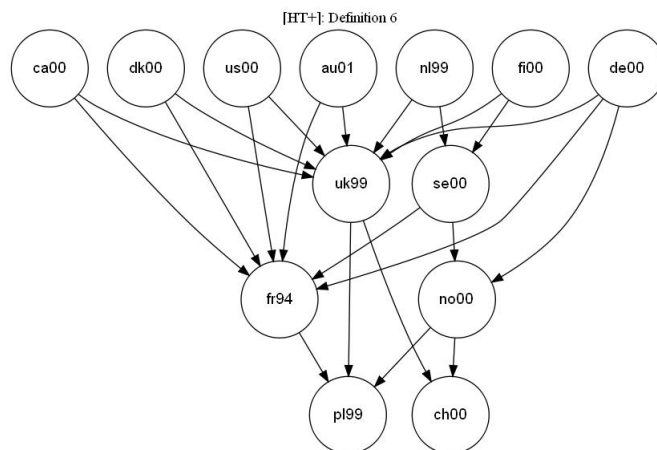 [HT+]: Definition 6
ca00 dk00 us00 au01 nl99 fi00 de00
uk99 se00
fr94 no00
pl99 ch00